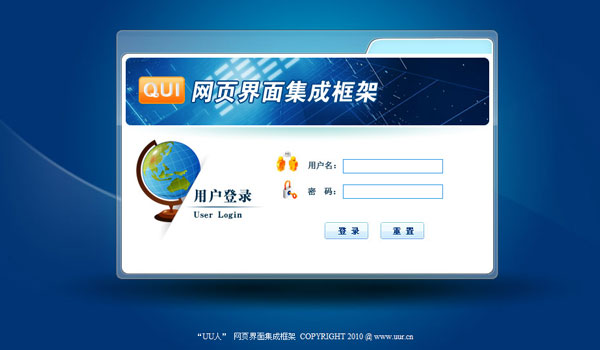 QUI 网页界面集成框架
用户名：
密 码：
用户登录
User Login
登 录 重 置
“UU人” 网页界面集成框架 COPYRIGHT 2010 @ www.uur.cn